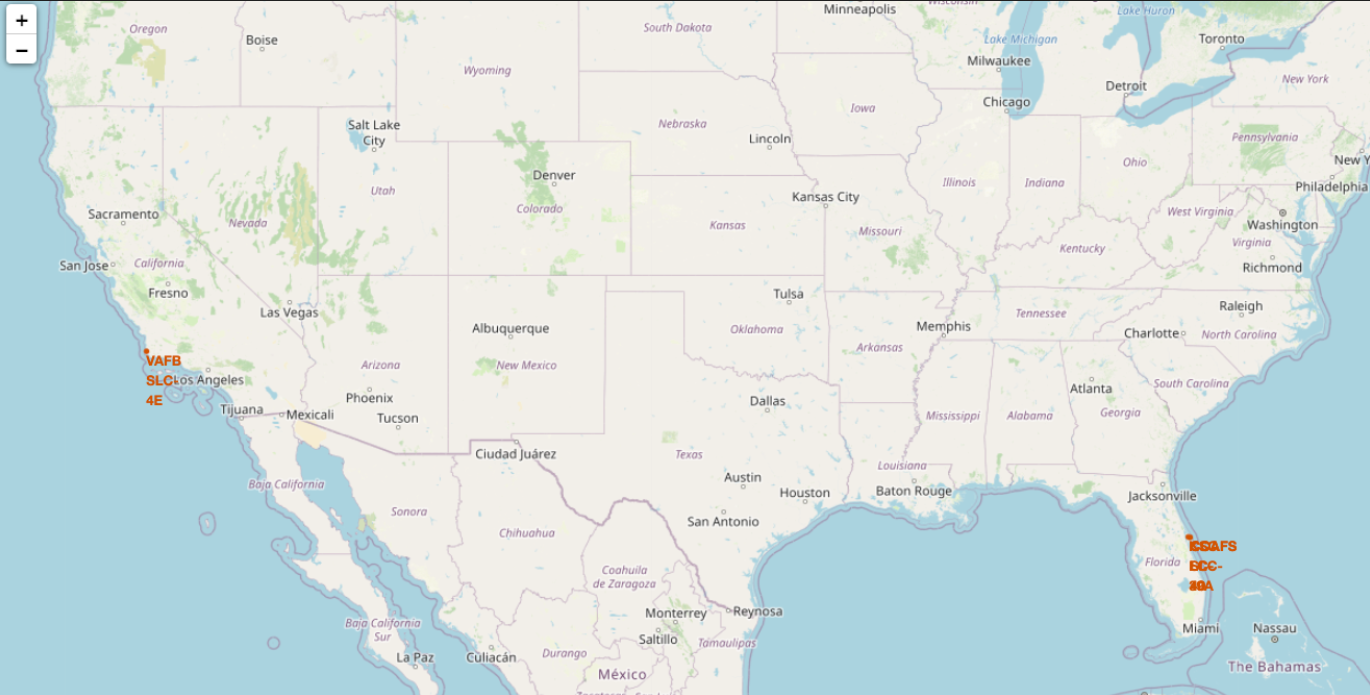 +
−
Oregon
Boise
South Dakota
Minneapolis
Wisconsin
Lake Huron
Toronto
Lake Michigan
Milwaukee
Wyoming
New York
Detroit
Chicago
Iowa
Nebraska
Lincoln
Salt Lake
City
Pennsylvania
New Y
Ohio
Denver
Utah
Illinois
Indiana
Philadelphia
Kansas City
Colorado
Sacramento
Nevada
Kansas
Missouri
West Virginia
Washington
Virginia
Kentucky
San Jose
California
Richmond
Fresno
Las Vegas
Tulsa
Raleigh
Tennessee
Albuquerque
Oklahoma
Memphis
Charlotte
North Carolina
Arkansas
VAFB
SLC-
4E
Los Angeles
Arizona
New Mexico
South Carolina
Atlanta
Phoenix
Dallas
Georgia
Tijuana
Mexicali
Tucson
Mississippi
Alabama
Ciudad Juárez
Texas
Louisiana
Austin
Baja California
Houston
Baton Rouge
Jacksonville
Sonora
San Antonio
Chihuahua
Florida
Coahuila
de Zaragoza
Monterrey
Reynosa
Baja California
Sur
Saltillo
Tamaulipas
Miami
Nassau
La Paz
Culiacán
Durango
México
The Bahamas